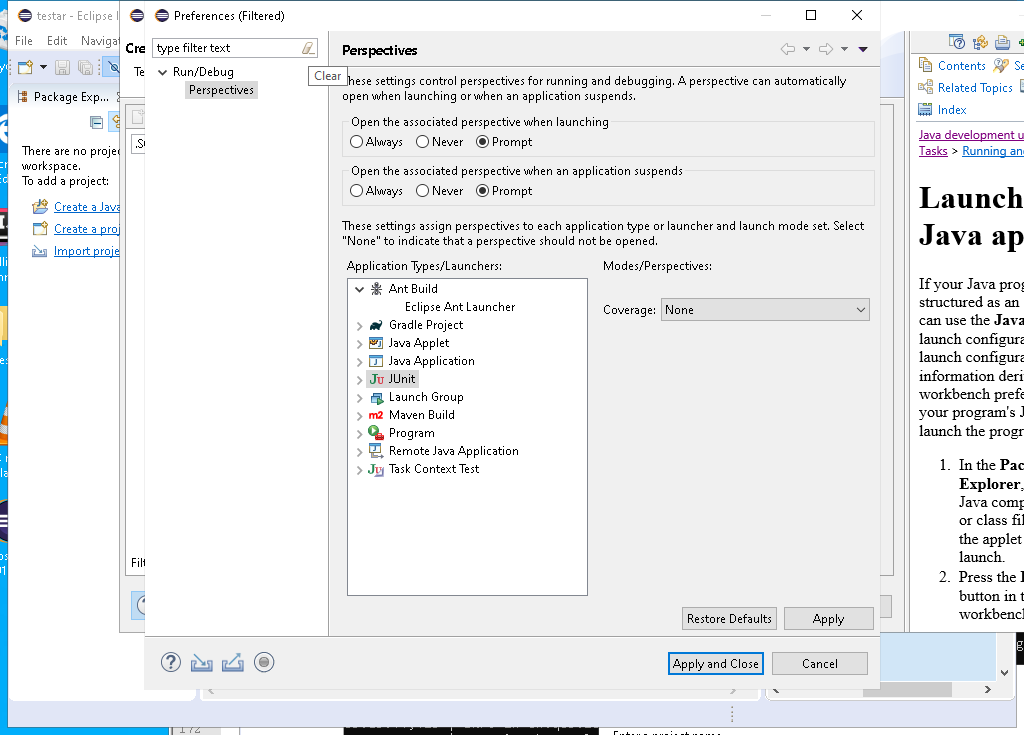 testar - Eclipse I
Preferences (Filtered)
File Edit Navigat
Cre
type filter text
Perspectives
Te
Run/Debug
Perspectives
Clear
These settings control perspectives for running and debugging. A perspective can automatically
open when launching or when an application suspends.
Package Exp...
Open the associated perspective when launching
Always Never Prompt
There are no projec
workspace.
To add a project:
Open the associated perspective when an application suspends
Always Never Prompt
Create a Java
Create a proj
Import proje
These settings assign perspectives to each application type or launcher and launch mode set. Select
"None" to indicate that a perspective should not be opened.
Application Types/Launchers:
Modes/Perspectives:
Ant Build
Eclipse Ant Launcher
Gradle Project
Java Applet
Java Application
JUnit
Launch Group
Maven Build
Program
Remote Java Application
Task Context Test
Coverage: None
Filt
Restore Defaults
Apply
Apply and Close
Cancel
Contents
Se
Related Topics
Index
Java development u
Tasks > Running and
Launch
Java ap
If your Java prog
structured as an
can use the Java
launch configura
launch configura
information deri
workbench prefe
your program's J
launch the progr
1. In the Pac
Explorer,
Java comp
or class fil
the applet
launch.
2. Press the
button in t
workbencl
172
Enter a project name